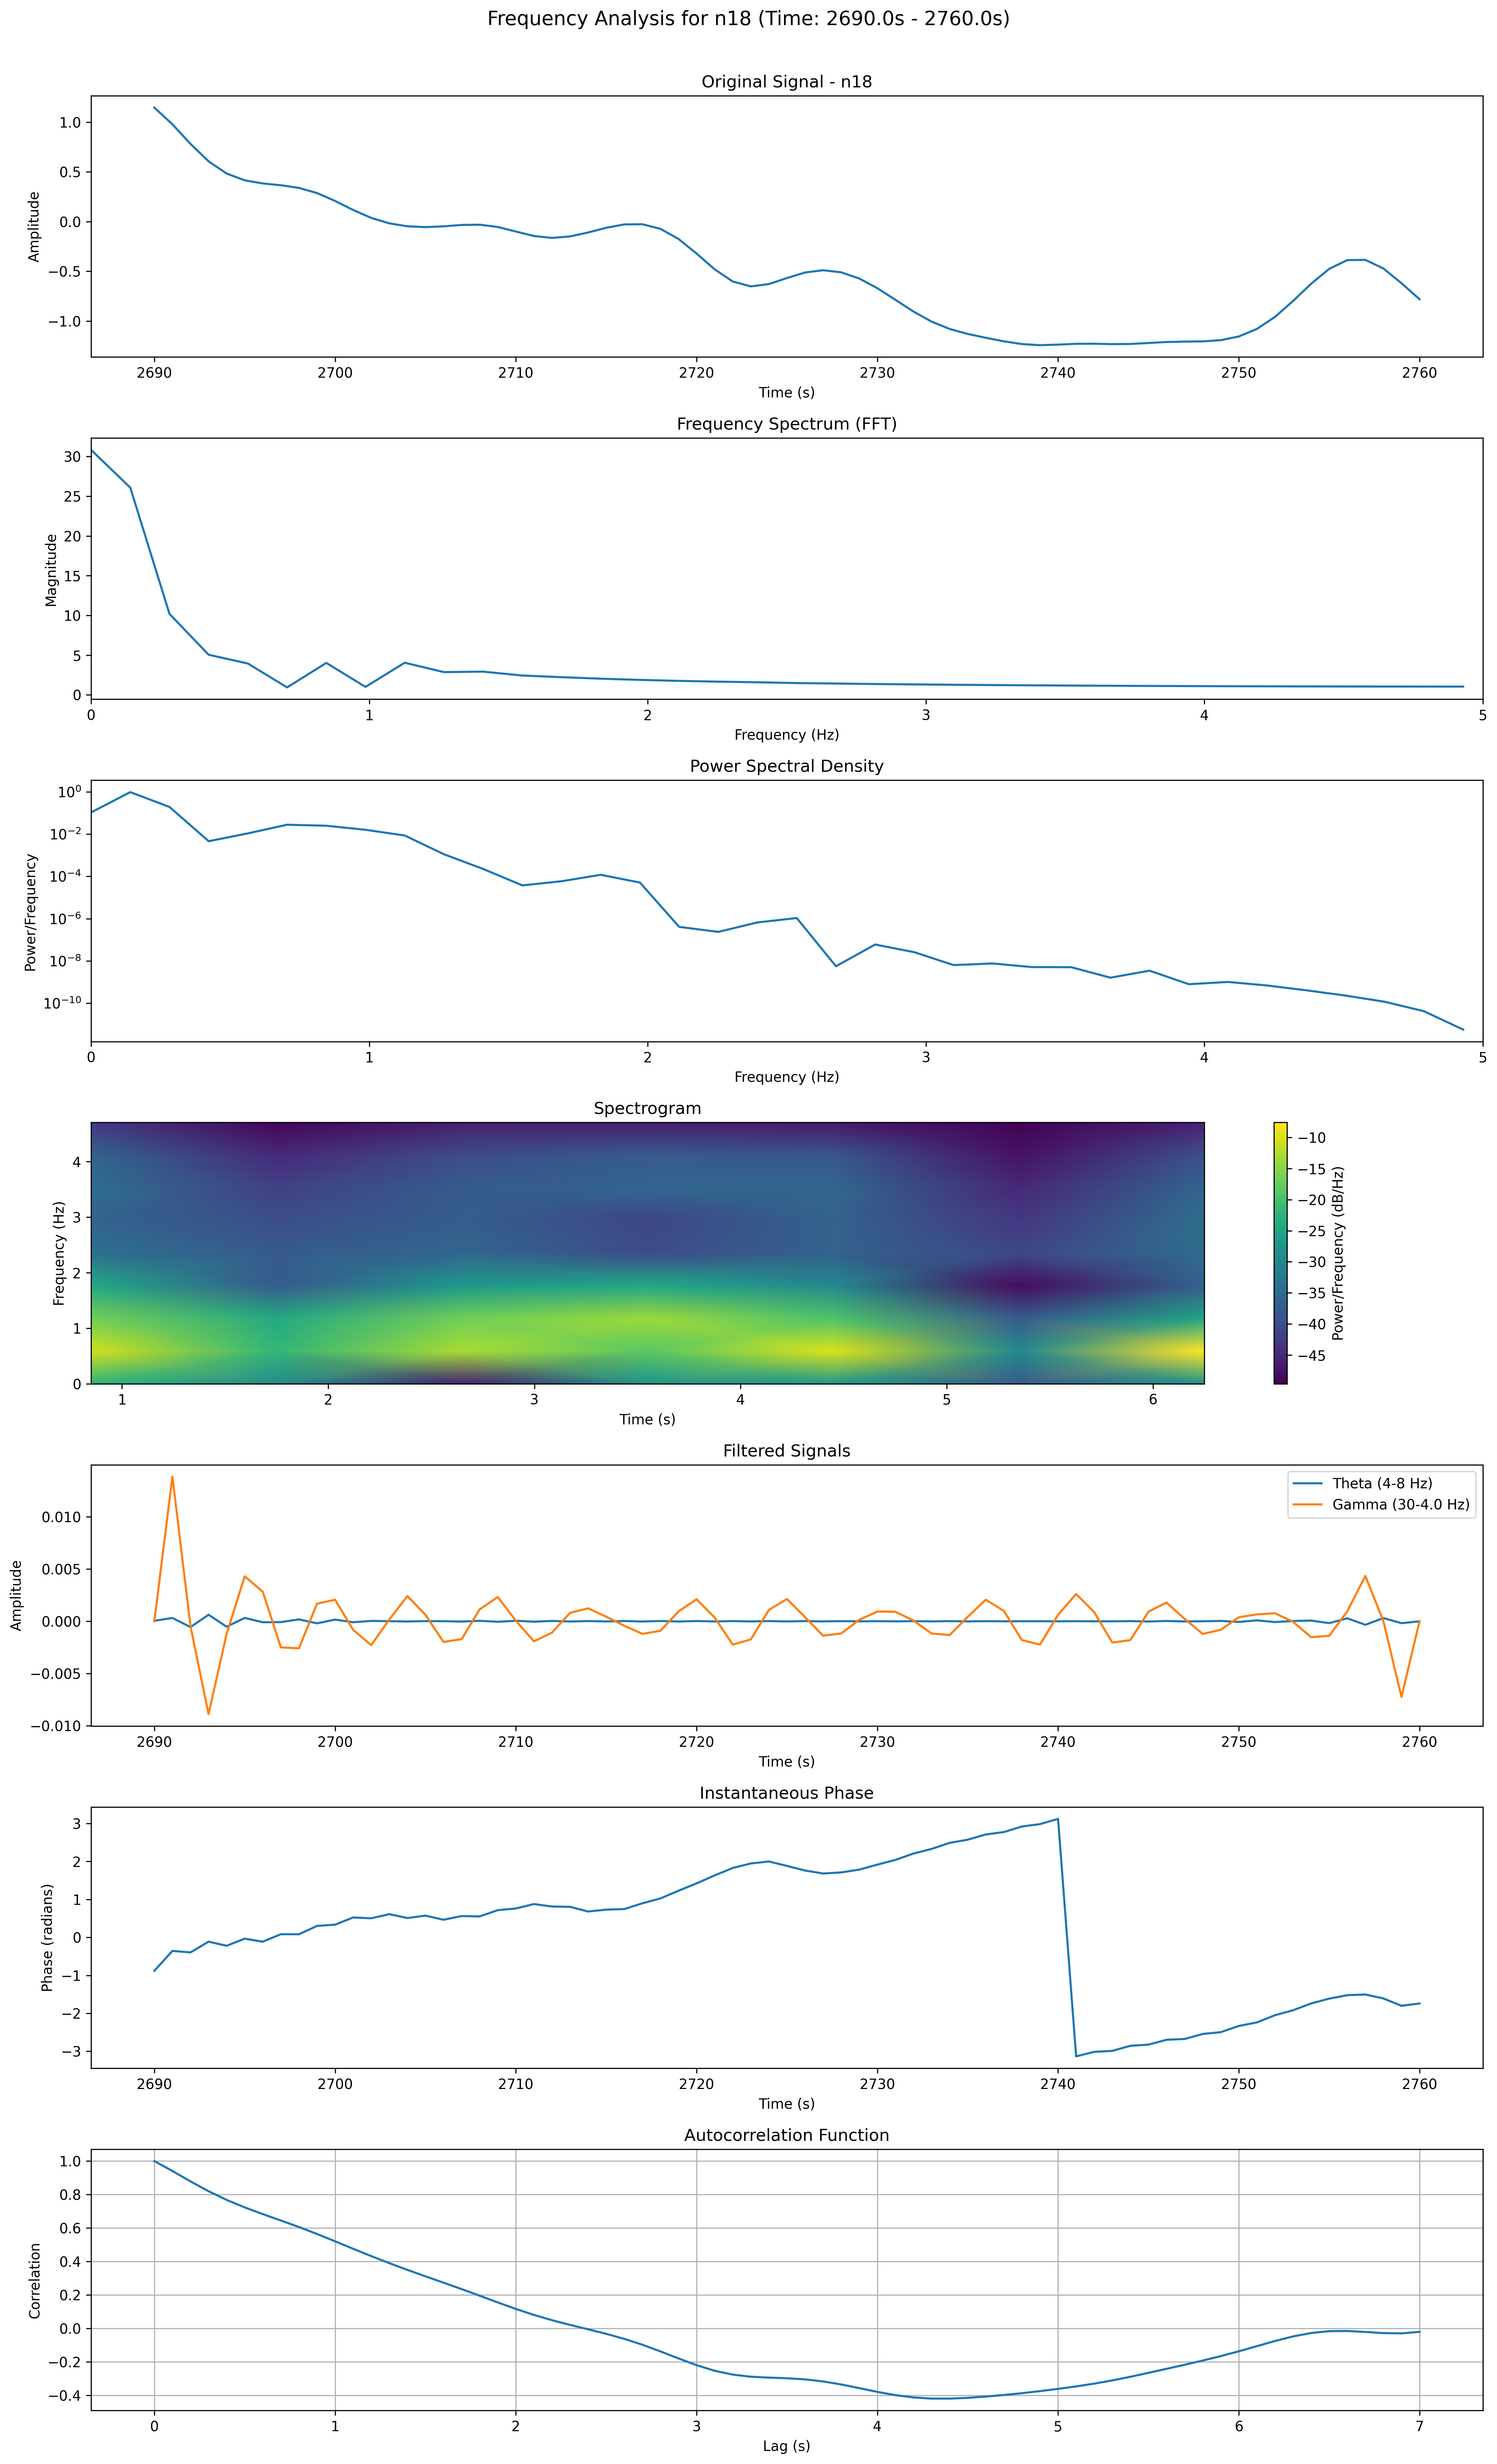 Frequency Analysis for n18 (Time: 2690.0s - 2760.0s)
Original Signal - n18
1.0
0.5
0.0
−0.5
−1.0
Amplitude
2690 2700 2710 2720 2730 2740 2750 2760
Time (s)
Frequency Spectrum (FFT)
30
25
20
15
10
5
0
Magnitude
0 1 2 3 4 5
Frequency (Hz)
Power Spectral Density
10⁰
10⁻²
10⁻⁴
10⁻⁶
10⁻⁸
10⁻¹⁰
Power/Frequency
0 1 2 3 4 5
Frequency (Hz)
Spectrogram
4
3
2
1
0
Frequency (Hz)
1 2 3 4 5 6
Time (s)
−10
−15
−20
−25
−30
−35
−40
−45
Power/Frequency (dB/Hz)
Filtered Signals
Theta (4-8 Hz)
Gamma (30-4.0 Hz)
0.010
0.005
0.000
−0.005
−0.010
Amplitude
2690 2700 2710 2720 2730 2740 2750 2760
Time (s)
Instantaneous Phase
3
2
1
0
−1
−2
−3
Phase (radians)
2690 2700 2710 2720 2730 2740 2750 2760
Time (s)
Autocorrelation Function
1.0
0.8
0.6
0.4
0.2
0.0
−0.2
−0.4
Correlation
0 1 2 3 4 5 6 7
Lag (s)